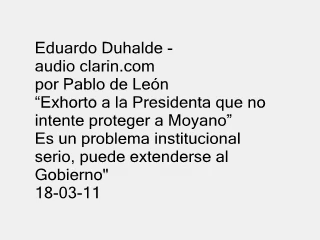 Eduardo Duhalde -
audio clarin.com
por Pablo de León
“Exhorto a la Presidenta que no
intente proteger a Moyano”
Es un problema institucional
serio, puede extenderse al
Gobierno"
18-03-11